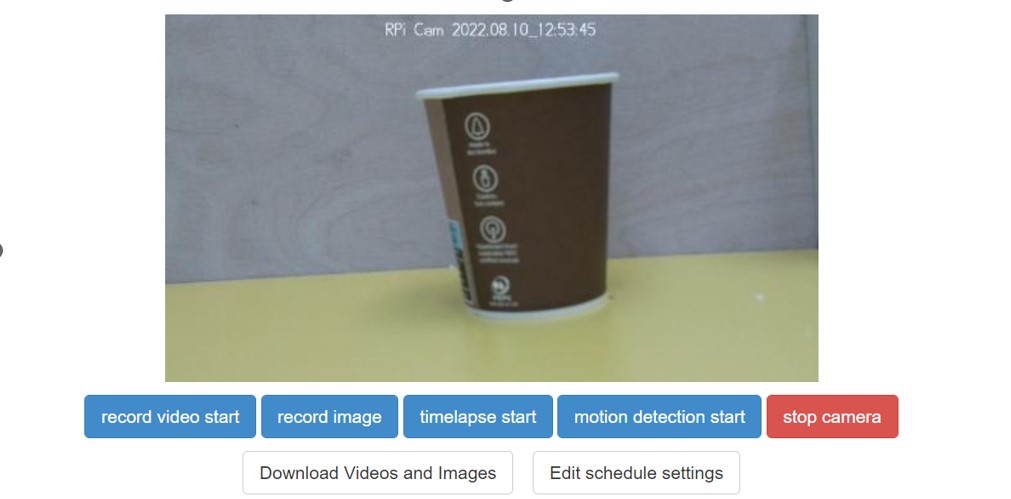 RPi Cam 2022.08.10_12:53:45
record video start
record image
timelapse start
motion detection start
stop camera
Download Videos and Images
Edit schedule settings